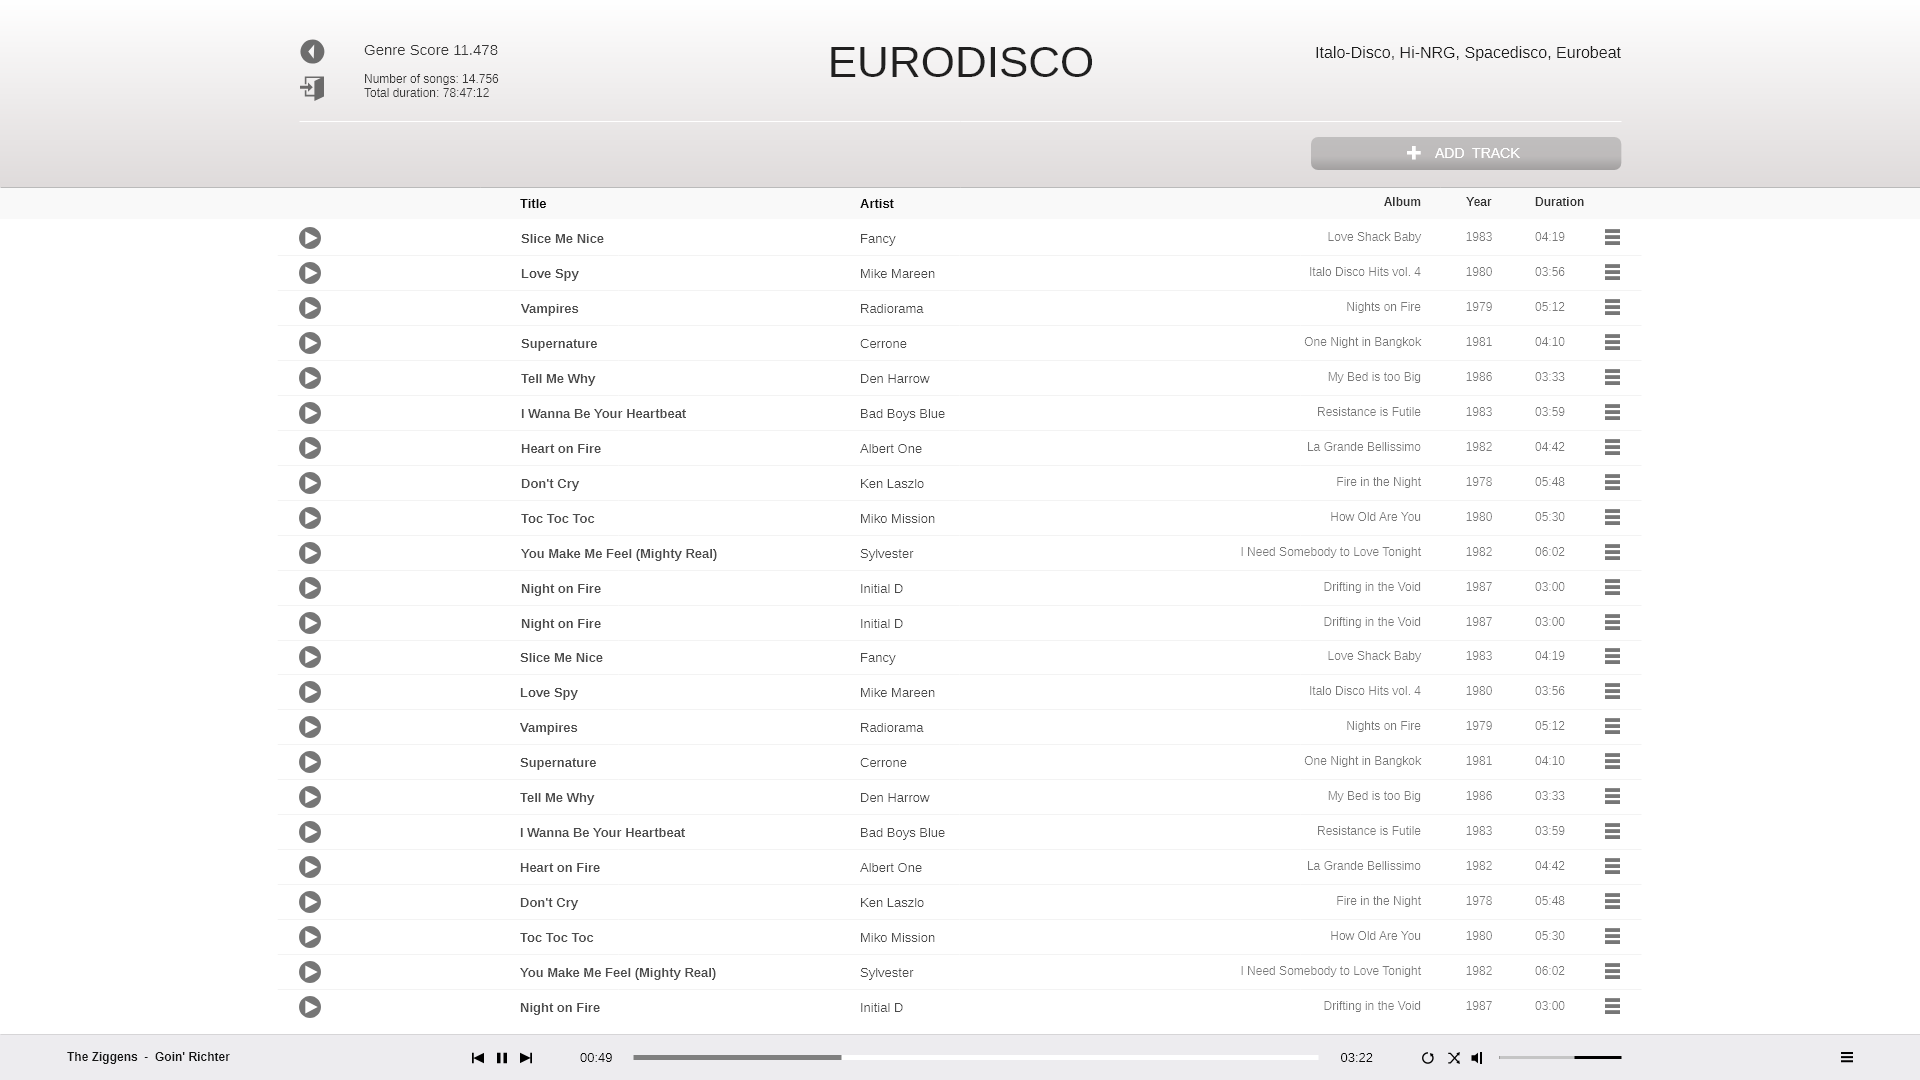 Genre Score 11.478
EURODISCO
Italo-Disco, Hi-NRG, Spacedisco, Eurobeat
Number of songs: 14.756
Total duration: 78:47:12
ADD TRACK
Title Artist Album Year Duration
Slice Me Nice Fancy Love Shack Baby 1983 04:19
Love Spy Mike Mareen Italo Disco Hits vol. 4 1980 03:56
Vampires Radiorama Nights on Fire 1979 05:12
Supernature Cerrone One Night in Bangkok 1981 04:10
Tell Me Why Den Harrow My Bed is too Big 1986 03:33
I Wanna Be Your Heartbeat Bad Boys Blue Resistance is Futile 1983 03:59
Heart on Fire Albert One La Grande Bellissimo 1982 04:42
Don't Cry Ken Laszlo Fire in the Night 1978 05:48
Toc Toc Toc Miko Mission How Old Are You 1980 05:30
You Make Me Feel (Mighty Real) Sylvester I Need Somebody to Love Tonight 1982 06:02
Night on Fire Initial D Drifting in the Void 1987 03:00
Night on Fire Initial D Drifting in the Void 1987 03:00
Slice Me Nice Fancy Love Shack Baby 1983 04:19
Love Spy Mike Mareen Italo Disco Hits vol. 4 1980 03:56
Vampires Radiorama Nights on Fire 1979 05:12
Supernature Cerrone One Night in Bangkok 1981 04:10
Tell Me Why Den Harrow My Bed is too Big 1986 03:33
I Wanna Be Your Heartbeat Bad Boys Blue Resistance is Futile 1983 03:59
Heart on Fire Albert One La Grande Bellissimo 1982 04:42
Don't Cry Ken Laszlo Fire in the Night 1978 05:48
Toc Toc Toc Miko Mission How Old Are You 1980 05:30
You Make Me Feel (Mighty Real) Sylvester I Need Somebody to Love Tonight 1982 06:02
Night on Fire Initial D Drifting in the Void 1987 03:00
The Ziggens - Goin' Richter 00:49 03:22